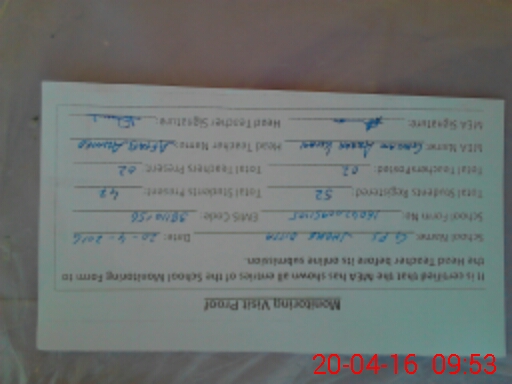 Monitoring Visit Proof
It is certified that the MEA has shown all entries of the School Monitoring Form to
the Head Teacher before its online submission.
School Name: GPS Date: 20-4-2016
School Form No: EMIS Code:
Total Students Registered: 52 Total Students Present: 47
Total Teachers Posted: 02 Total Teachers Present: 02
MEA Name: Head Teacher Name:
MEA Signature: Head Teacher Signature:
20-04-16 09:53